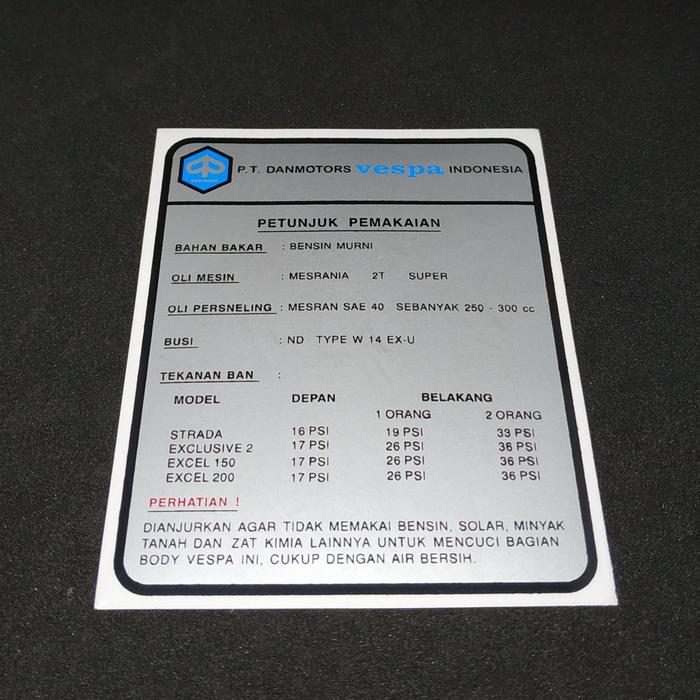 P.T. DANMOTORS vespa INDONESIA
PETUNJUK PEMAKAIAN
BAHAN BAKAR : BENSIN MURNI
OLI MESIN : MESRANIA 2T SUPER
OLI PERSNELING : MESRAN SAE 40 SEBANYAK 250 - 300 cc
BUSI : ND TYPE W 14 EX-U
TEKANAN BAN :
MODEL DEPAN BELAKANG
1 ORANG 2 ORANG
STRADA 16 PSI 19 PSI 33 PSI
EXCLUSIVE 2 17 PSI 26 PSI 36 PSI
EXCEL 150 17 PSI 26 PSI 36 PSI
EXCEL 200 17 PSI 26 PSI 36 PSI
PERHATIAN !
DIANJURKAN AGAR TIDAK MEMAKAI BENSIN, SOLAR, MINYAK
TANAH DAN ZAT KIMIA LAINNYA UNTUK MENCUCI BAGIAN
BODY VESPA INI, CUKUP DENGAN AIR BERSIH.